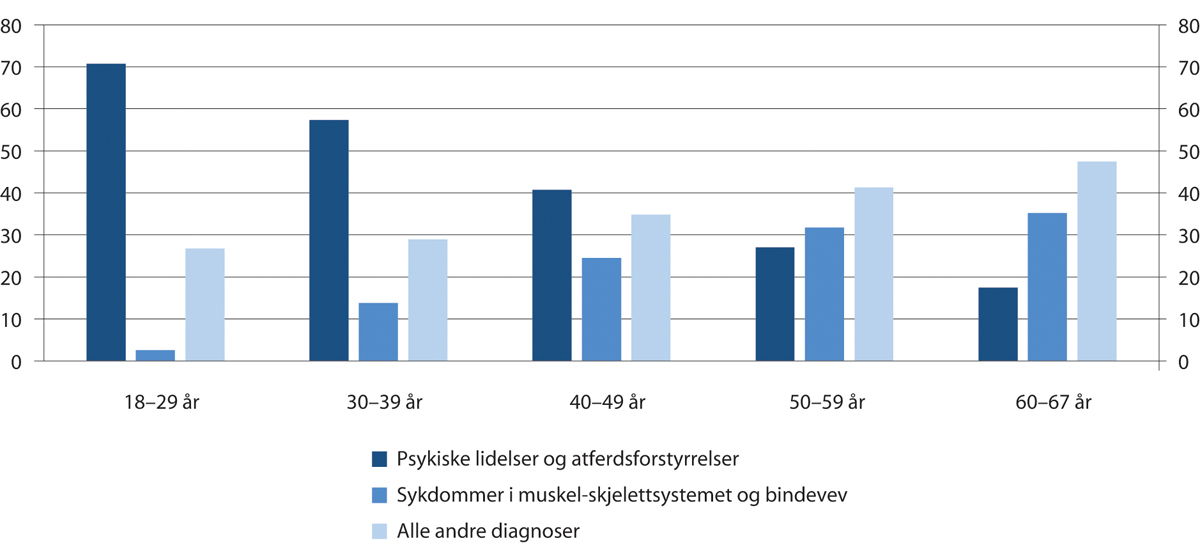 80 80
70 70
60 60
50 50
40 40
30 30
20 20
10 10
0 0
18–29 år 30–39 år 40–49 år 50–59 år 60–67 år
Psykiske lidelser og atferdsforstyrrelser
Sykdommer i muskel-skjelettsystemet og bindevev
Alle andre diagnoser